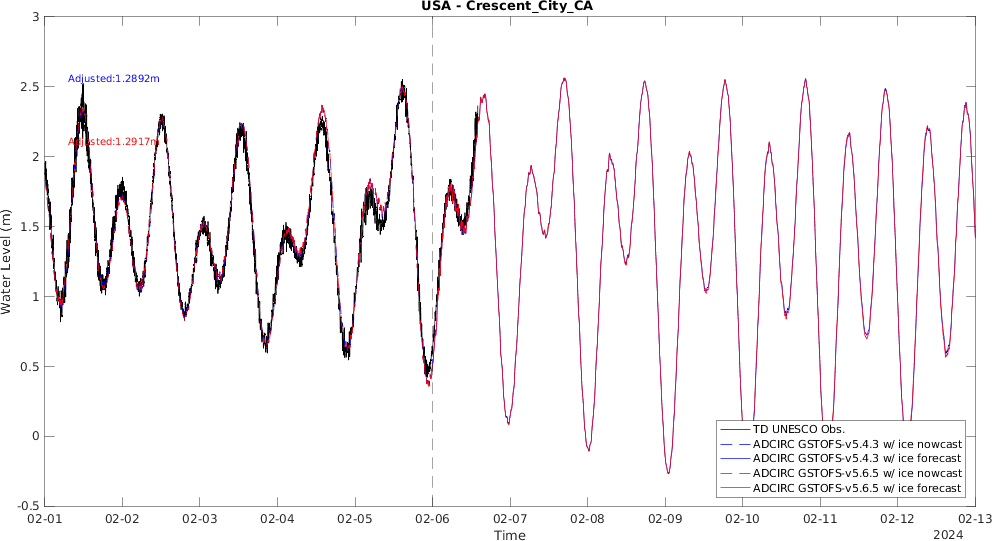 USA - Crescent_City_CA
3
2.5
2
1.5
1
0.5
0
-0.5
Water Level (m)
Adjusted:1.2892m
Adjusted:1.2917m
TD UNESCO Obs.
ADCIRC GSTOFS-v5.4.3 w/ ice nowcast
ADCIRC GSTOFS-v5.4.3 w/ ice forecast
ADCIRC GSTOFS-v5.6.5 w/ ice nowcast
ADCIRC GSTOFS-v5.6.5 w/ ice forecast
02-01 02-02 02-03 02-04 02-05 02-06 02-07 02-08 02-09 02-10 02-11 02-12 02-13
Time
2024